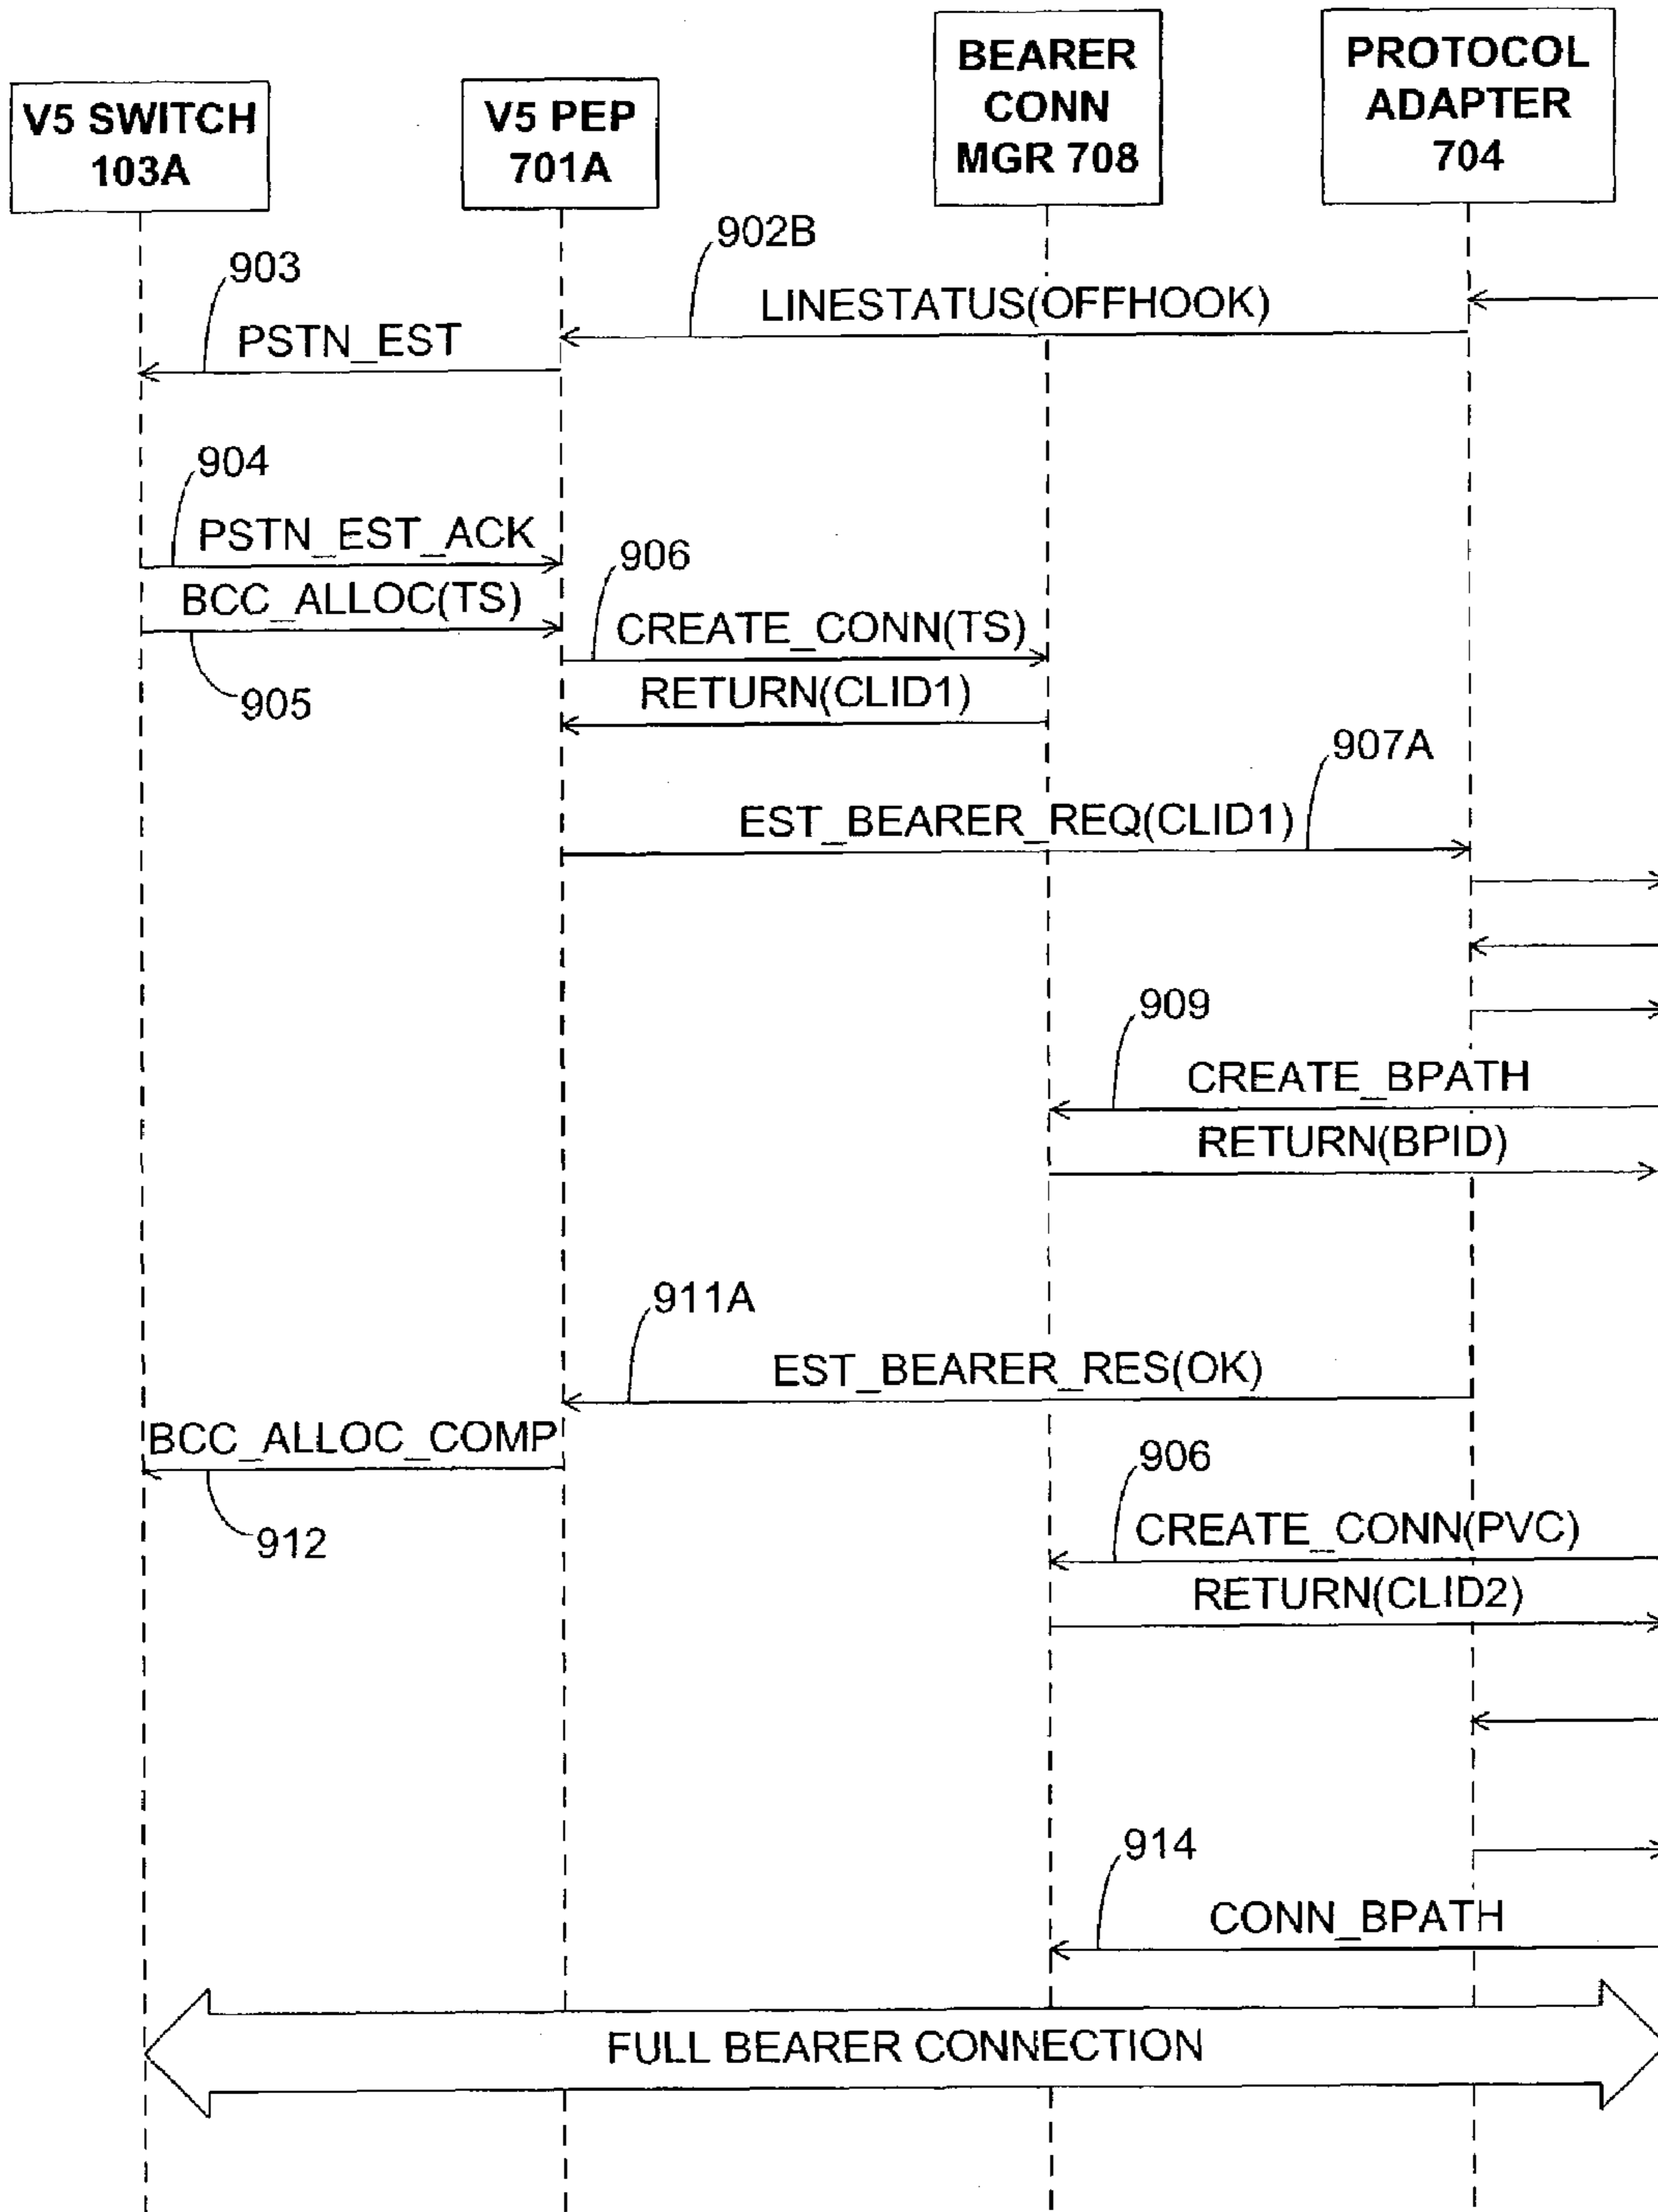 V5 SWITCH
103A
V5 PEP
701A
BEARER
CONN
MGR 708
PROTOCOL
ADAPTER
704
902B
903
LINESTATUS(OFFHOOK)
PSTN_EST
904
PSTN_EST_ACK
906
BCC_ALLOC(TS)
CREATE_CONN(TS)
905
RETURN(CLID1)
907A
EST_BEARER_REQ(CLID1)
909
CREATE_BPATH
RETURN(BPID)
911A
EST_BEARER_RES(OK)
BCC_ALLOC_COMP
906
912
CREATE_CONN(PVC)
RETURN(CLID2)
914
CONN_BPATH
FULL BEARER CONNECTION